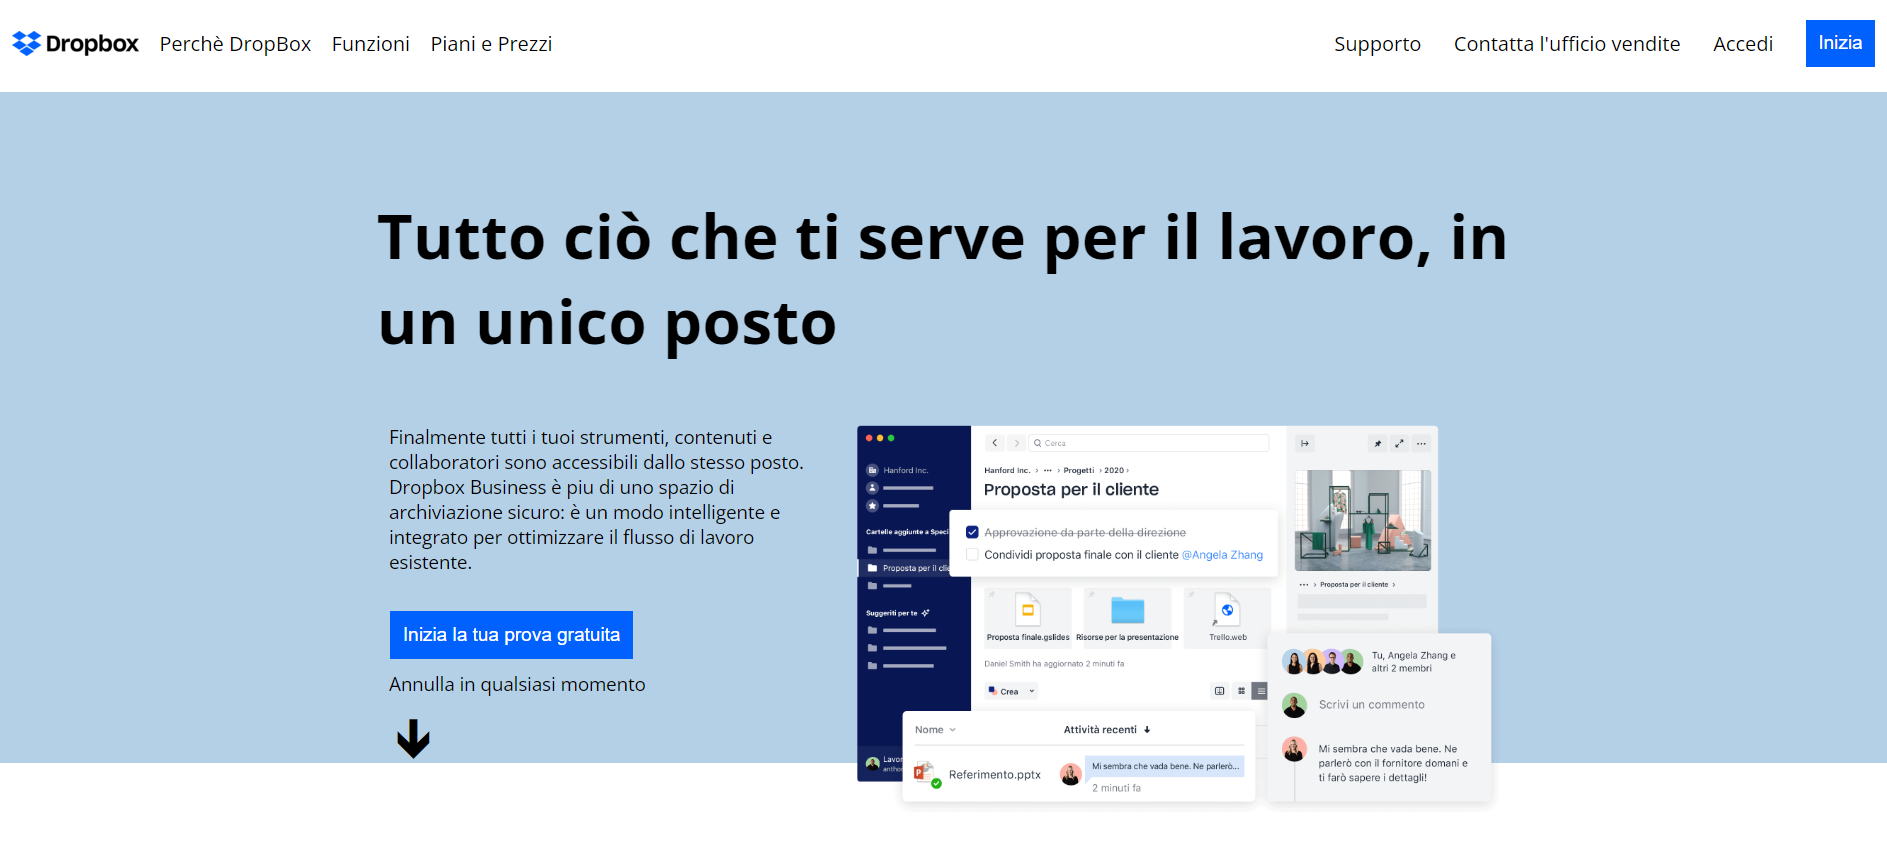 Dropbox Perchè DropBox Funzioni Piani e Prezzi Supporto Contatta l'ufficio vendite Accedi Inizia
Tutto ciò che ti serve per il lavoro, in
un unico posto
Finalmente tutti i tuoi strumenti, contenuti e
collaboratori sono accessibili dallo stesso posto.
Dropbox Business è piu di uno spazio di
archiviazione sicuro: è un modo intelligente e
integrato per ottimizzare il flusso di lavoro
esistente.
Inizia la tua prova gratuita
Annulla in qualsiasi momento
Hanford Inc.
Cartelle aggiunte a Speci
Proposta per il clie
Suggeriti per te
Lavor
Cerca
Hanford Inc. › ••• › Progetti › 2020 ›
Proposta per il cliente
Approvazione da parte della direzione
Condividi proposta finale con il cliente @Angela Zhang
Proposta finale.gslides Risorse per la presentazione Trello.web
Daniel Smith ha aggiornato 2 minuti fa
Crea
Nome Attività recenti
Referimento.pptx
Mi sembra che vada bene. Ne parlerò...
2 minuti fa
••• › Proposta per il cliente ›
Tu, Angela Zhang e
altri 2 membri
Scrivi un commento
Mi sembra che vada bene. Ne
parlerò con il fornitore domani e
ti farò sapere i dettagli!